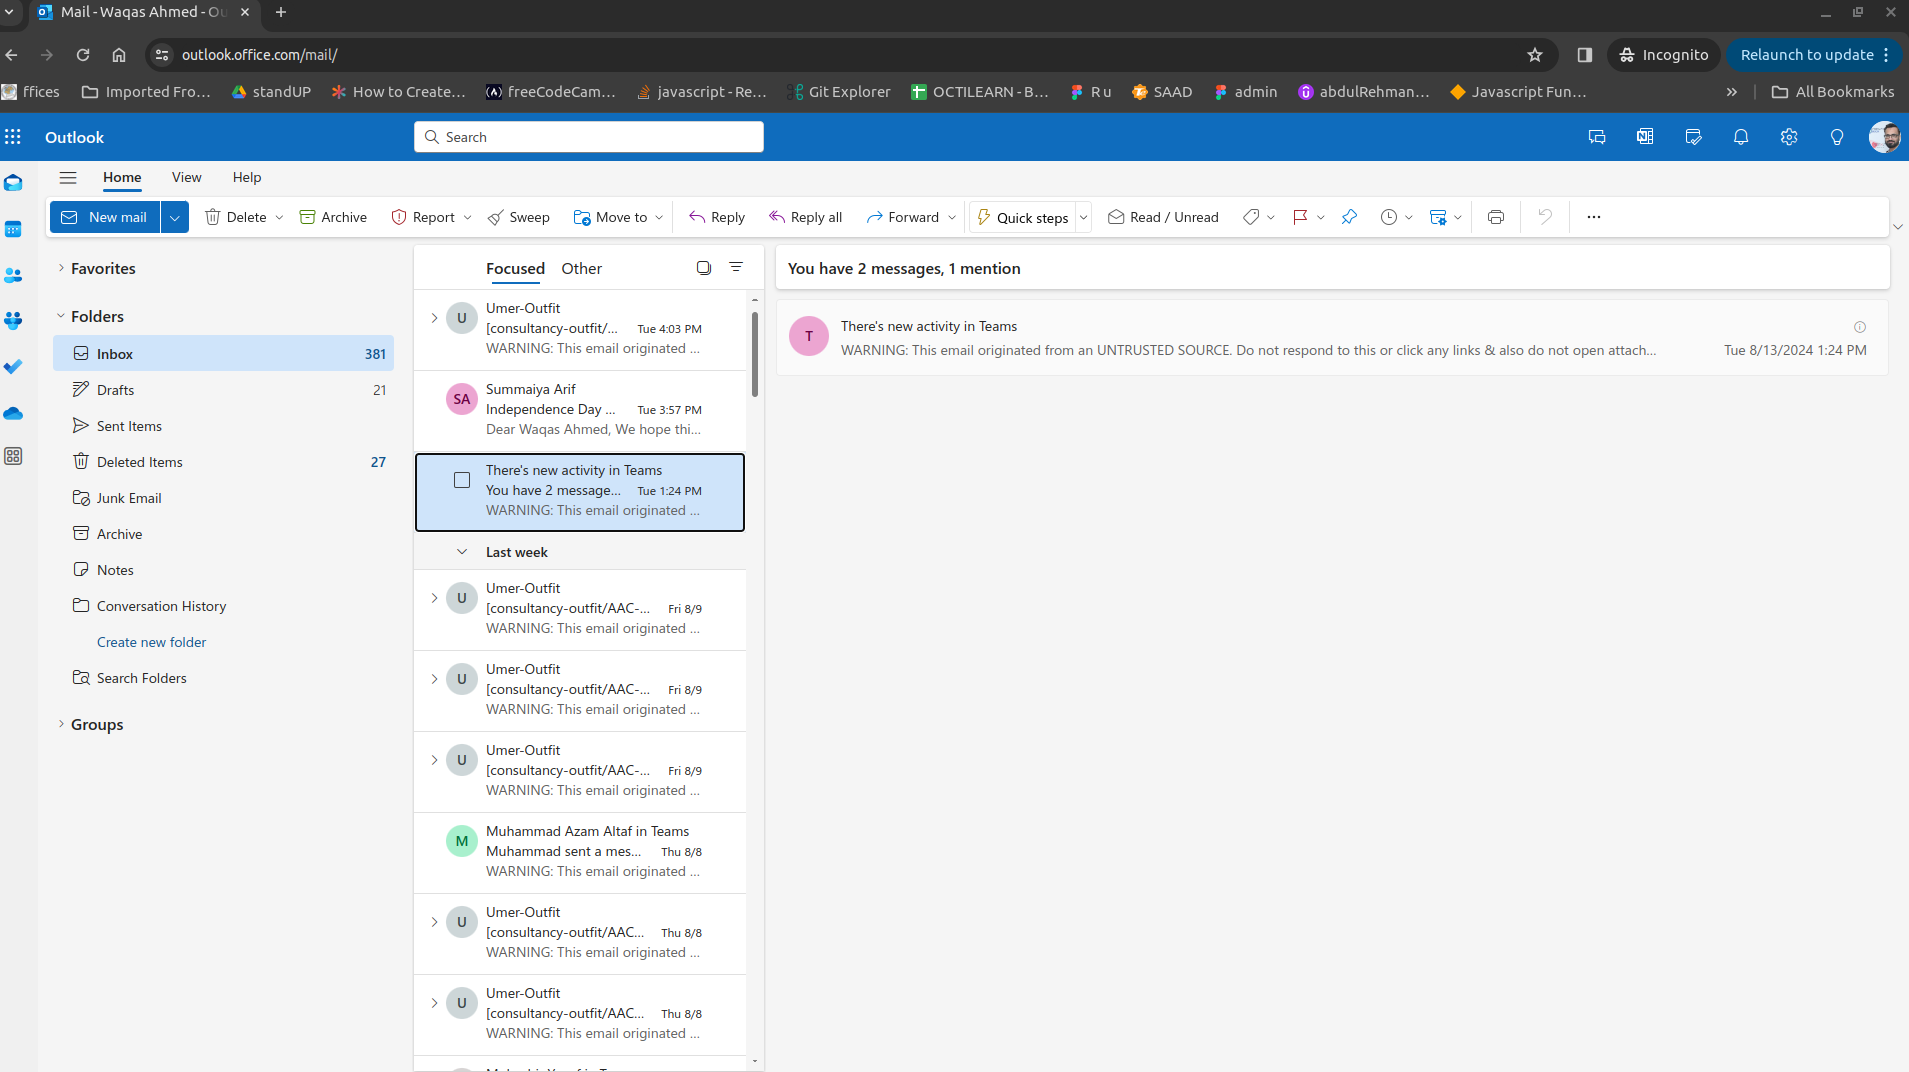 Mail - Waqas Ahmed - Ou
outlook.office.com/mail/
Incognito
Relaunch to update
ffices
Imported Fro...
standUP
How to Create...
freeCodeCam...
javascript - Re...
Git Explorer
OCTILEARN - B...
R u
SAAD
admin
abdulRehman...
Javascript Fun...
All Bookmarks
Outlook
Search
Home
View
Help
New mail
Delete
Archive
Report
Sweep
Move to
Reply
Reply all
Forward
Quick steps
Read / Unread
Favorites
Folders
Inbox 381
Drafts 21
Sent Items
Deleted Items 27
Junk Email
Archive
Notes
Conversation History
Create new folder
Search Folders
Groups
Focused
Other
U
Umer-Outfit
[consultancy-outfit/... Tue 4:03 PM
WARNING: This email originated ...
SA
Summaiya Arif
Independence Day ... Tue 3:57 PM
Dear Waqas Ahmed, We hope thi...
There's new activity in Teams
You have 2 message... Tue 1:24 PM
WARNING: This email originated ...
Last week
U
Umer-Outfit
[consultancy-outfit/AAC-... Fri 8/9
WARNING: This email originated ...
U
Umer-Outfit
[consultancy-outfit/AAC-... Fri 8/9
WARNING: This email originated ...
U
Umer-Outfit
[consultancy-outfit/AAC-... Fri 8/9
WARNING: This email originated ...
M
Muhammad Azam Altaf in Teams
Muhammad sent a mes... Thu 8/8
WARNING: This email originated ...
U
Umer-Outfit
[consultancy-outfit/AAC... Thu 8/8
WARNING: This email originated ...
U
Umer-Outfit
[consultancy-outfit/AAC... Thu 8/8
WARNING: This email originated ...
You have 2 messages, 1 mention
T
There's new activity in Teams
WARNING: This email originated from an UNTRUSTED SOURCE. Do not respond to this or click any links & also do not open attach... Tue 8/13/2024 1:24 PM